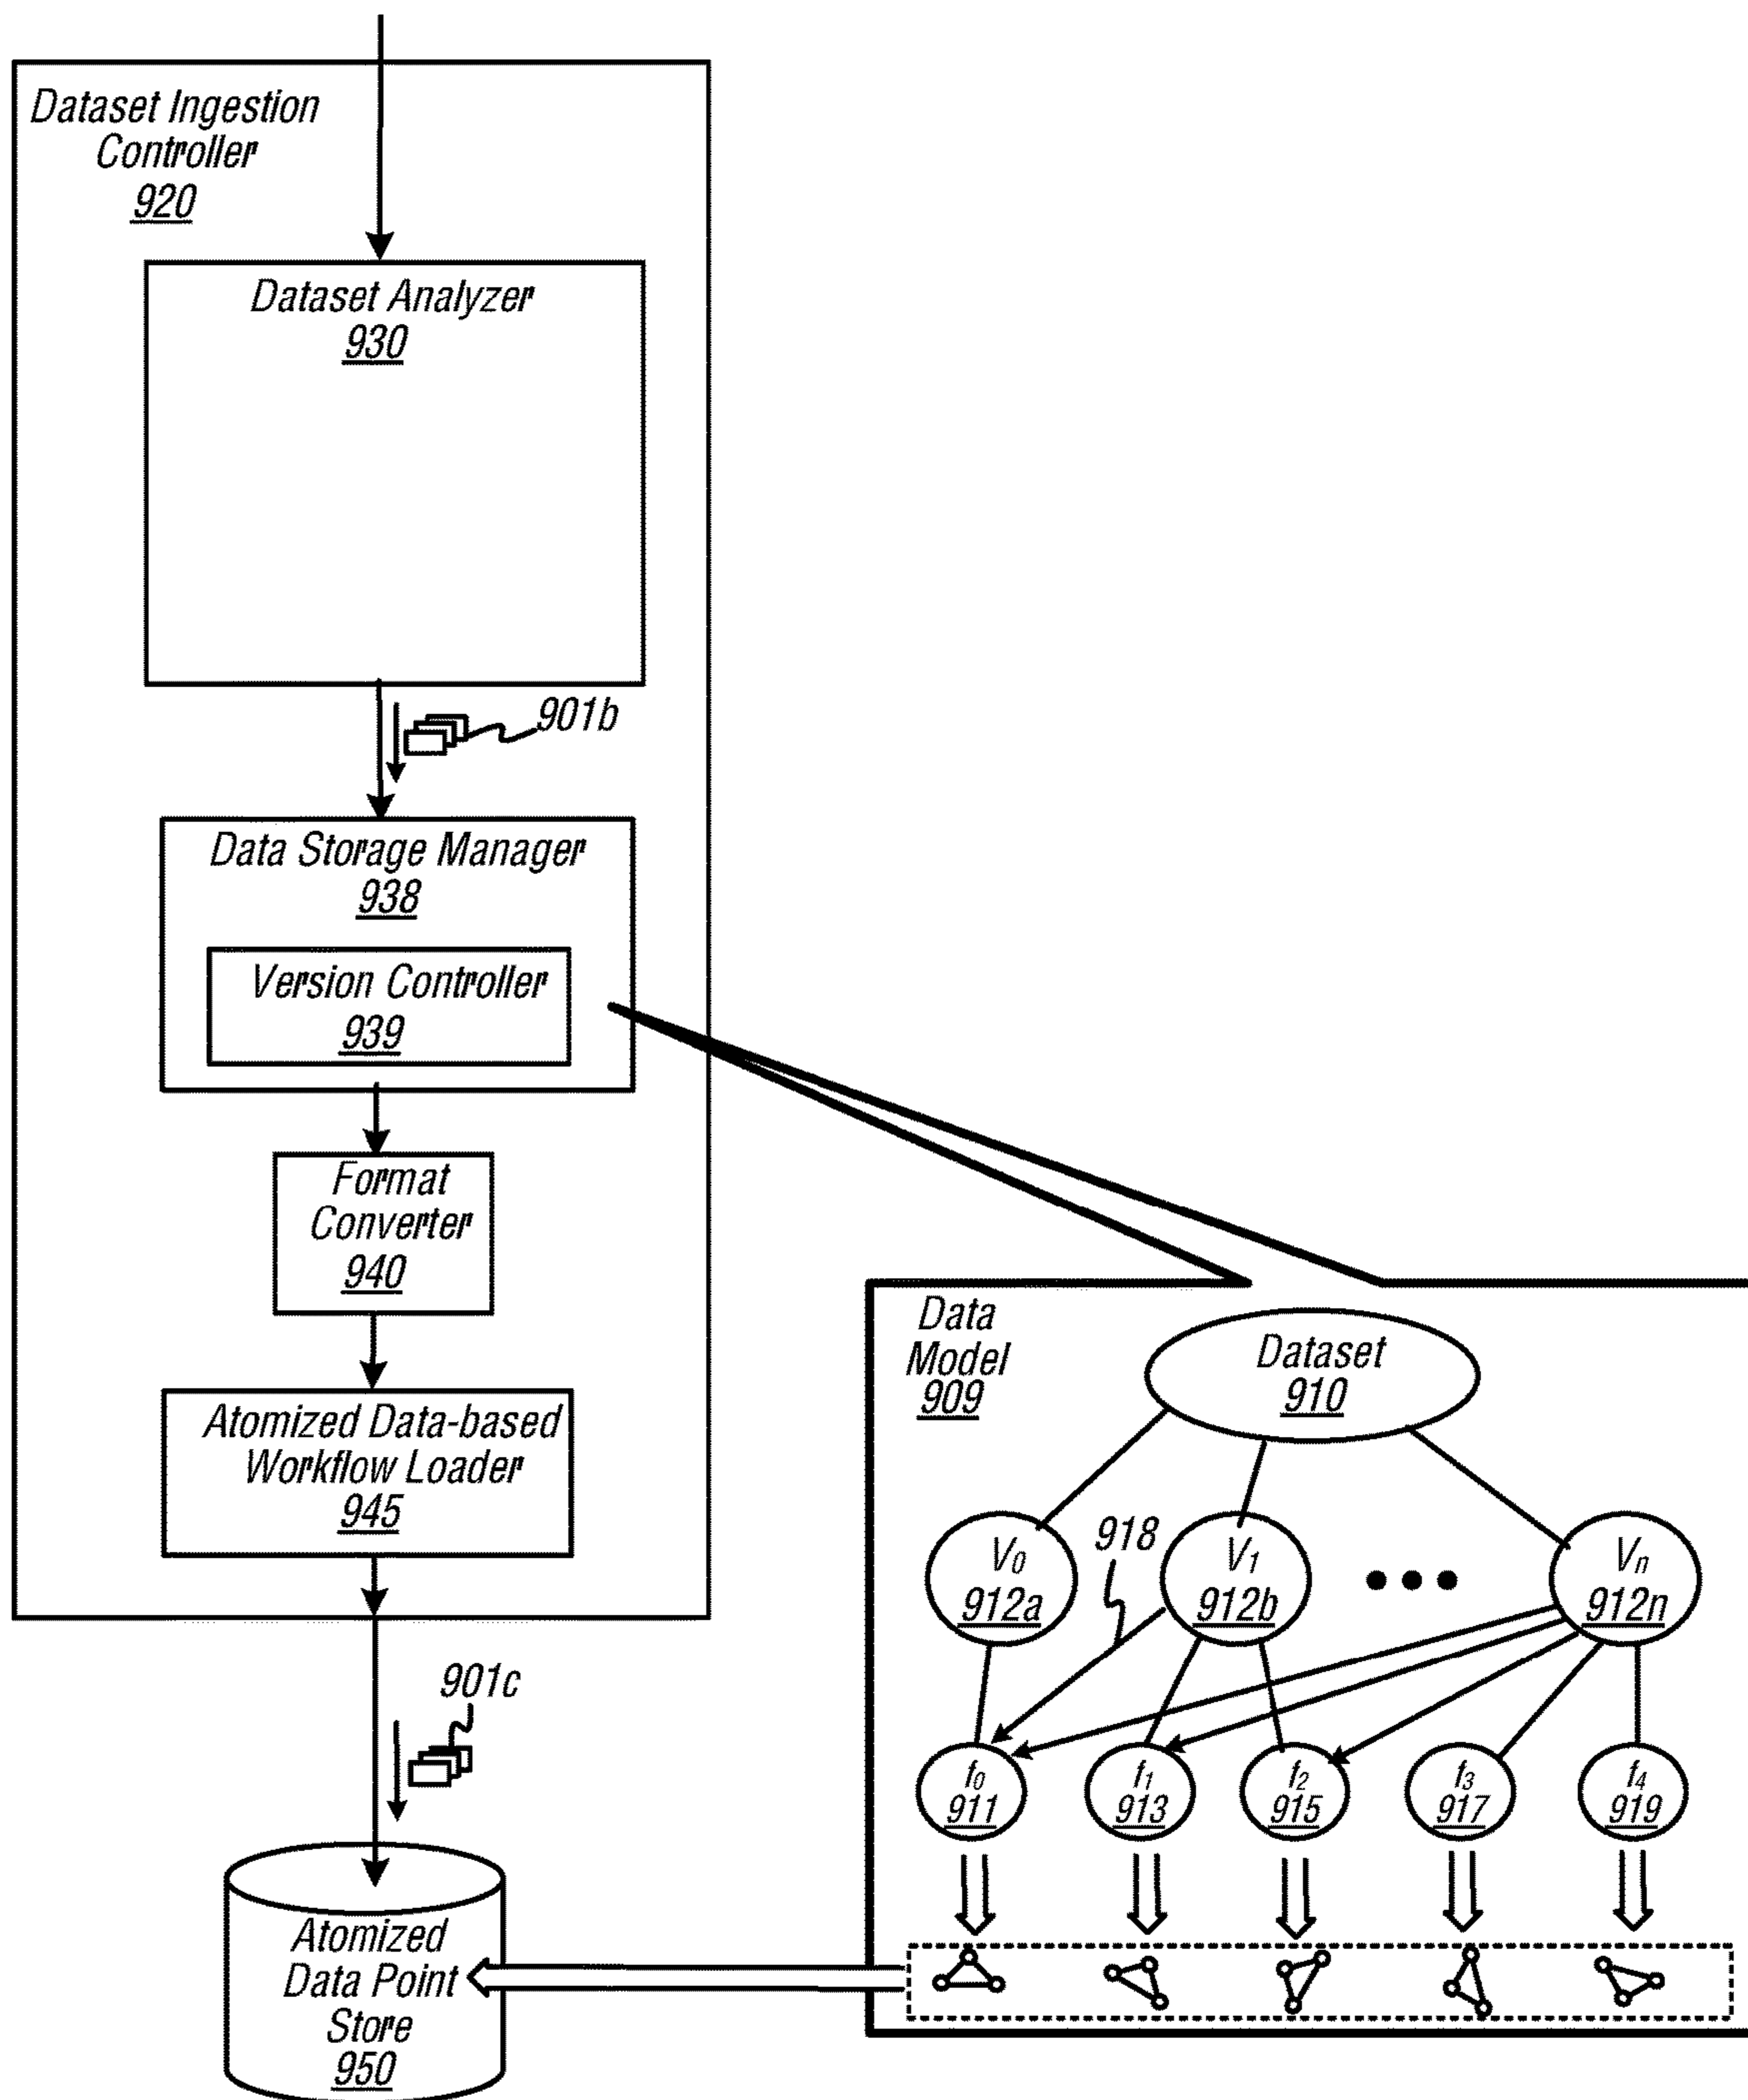 Dataset Ingestion
Controller
920
Dataset Analyzer
930
901b
Data Storage Manager
938
Version Controller
939
Format
Converter
940
Atomized Data-based
Workflow Loader
945
901c
Atomized
Data Point
Store
950
Data
Model
909
Dataset
910
918
V0
912a
V1
912b
Vn
912n
f0
911
f1
913
f2
915
f3
917
f4
919